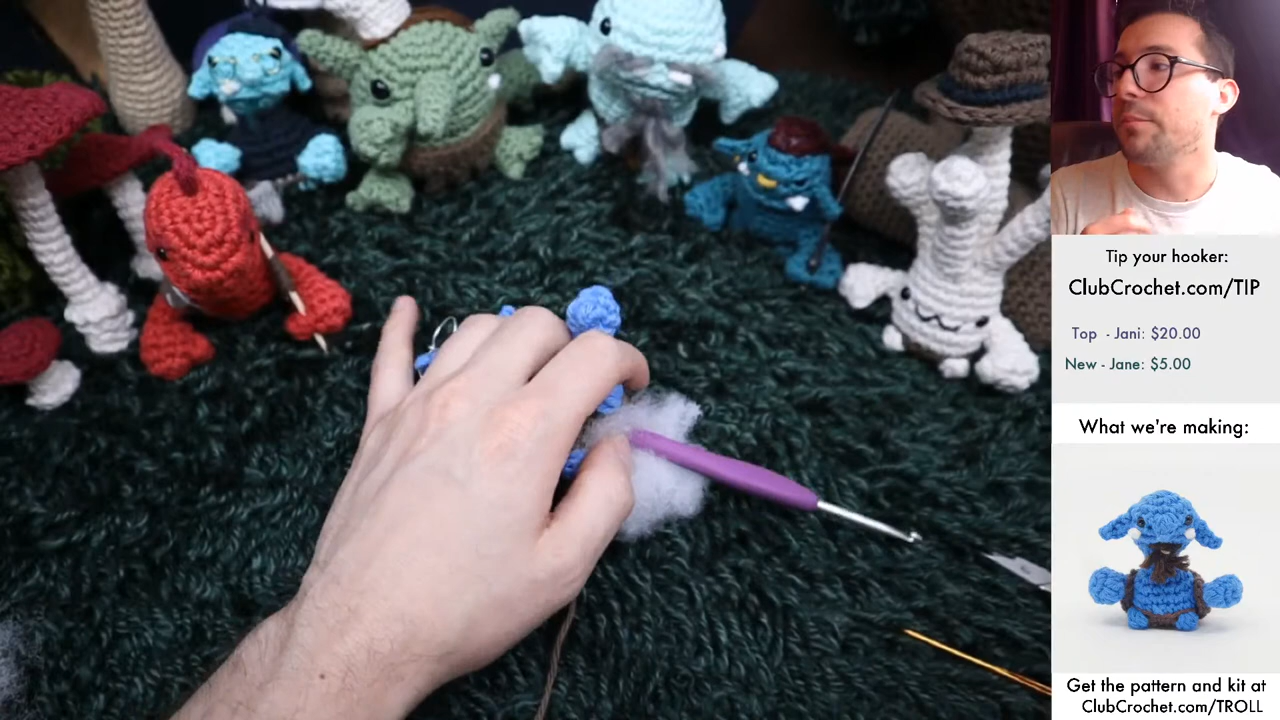 Tip your hooker:
ClubCrochet.com/TIP
Top - Jani: $20.00
New - Jane: $5.00
What we're making:
Get the pattern and kit at
ClubCrochet.com/TROLL